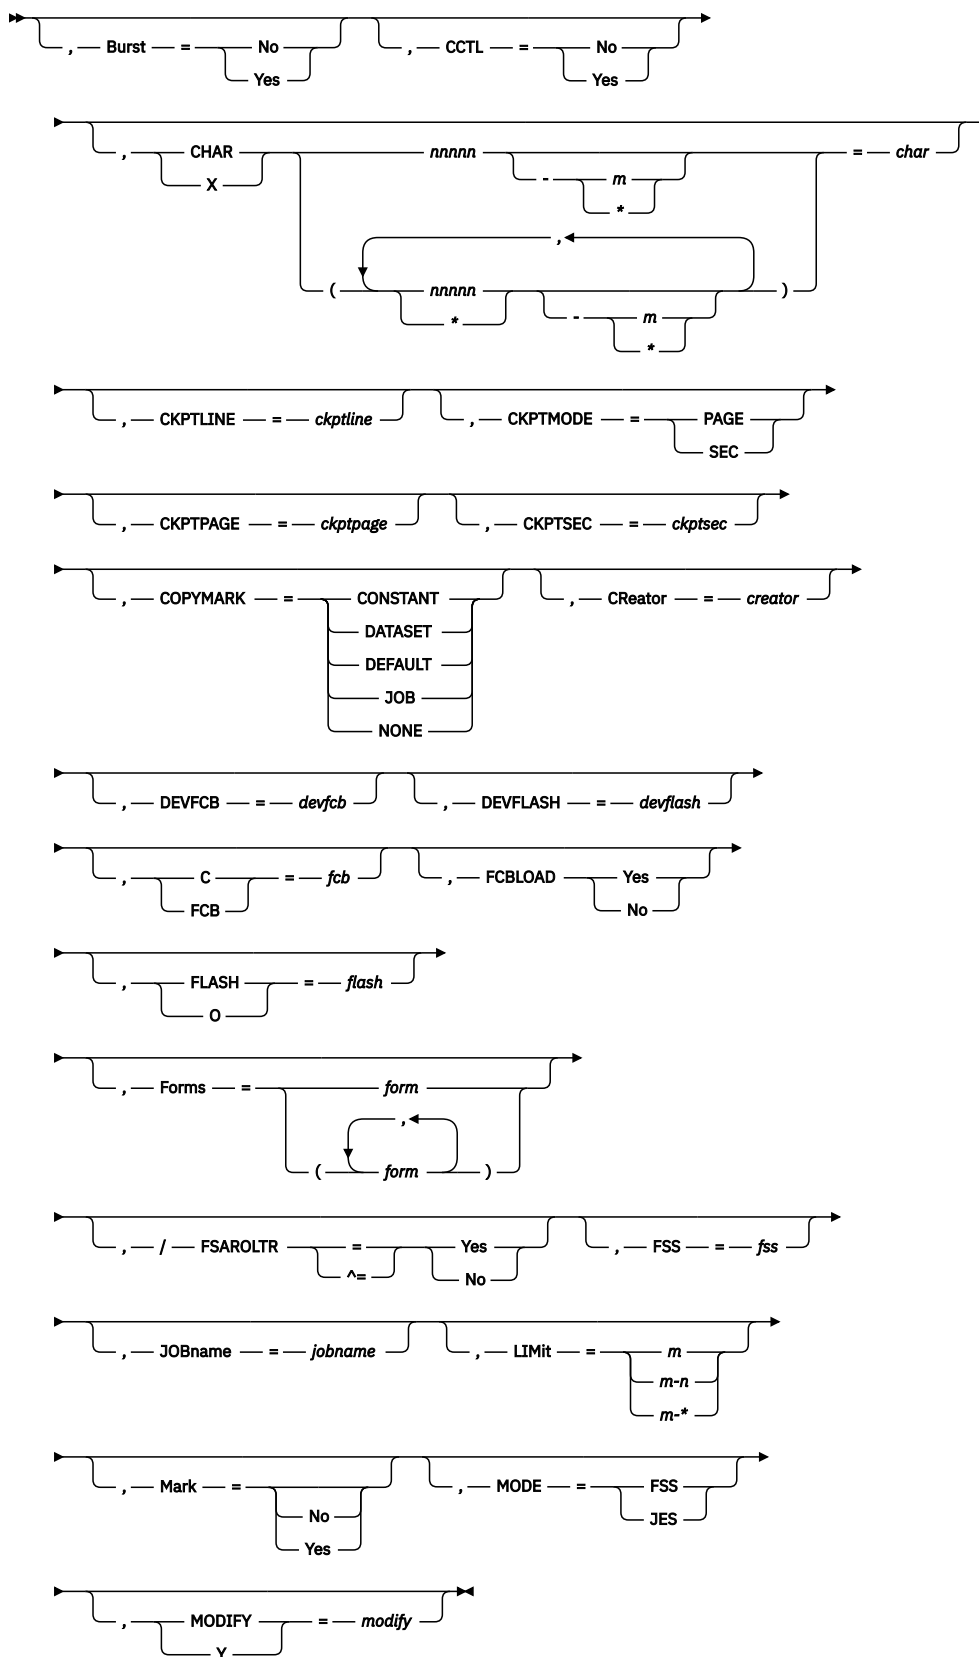 , Burst = No , CCTL = No
Yes Yes
, CHAR nnnnn = char
X - m
*
,
( nnnnn )
* - m
*
, CKPTLINE = ckptline , CKPTMODE = PAGE
SEC
, CKPTPAGE = ckptpage , CKPTSEC = ckptsec
, COPYMARK = CONSTANT , CReator = creator
DATASET
DEFAULT
JOB
NONE
, DEVFCB = devfcb , DEVFLASH = devflash
, C = fcb , FCBLOAD Yes
FCB No
, FLASH = flash
O
, Forms = form
,
( form )
, / FSAROLTR = Yes , FSS = fss
^= No
, JOBname = jobname , LIMit = m
m-n
m-*
, Mark = , MODE = FSS
No JES
Yes
, MODIFY = modify
Y